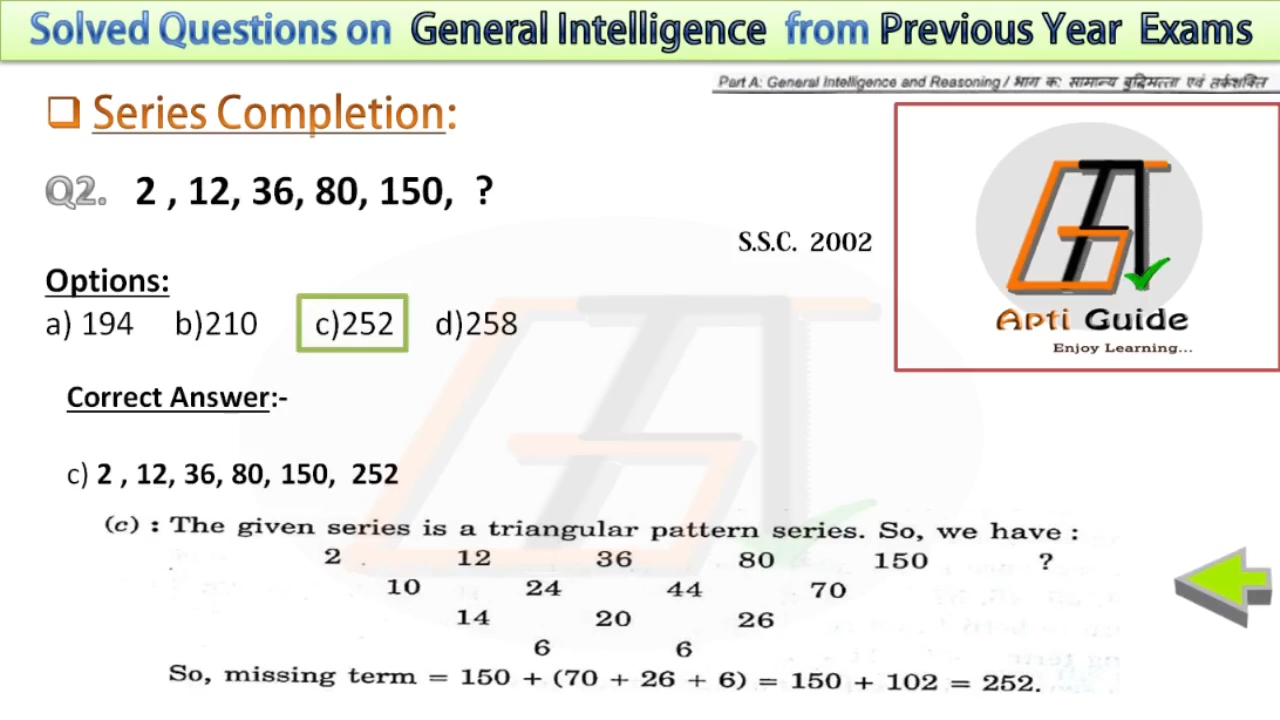 Solved Questions on General Intelligence from Previous Year Exams
Part A: General Intelligence and Reasoning / भाग क: सामान्य बुद्धिमत्ता एवं तर्कशक्ति
Series Completion:
Q2. 2 , 12, 36, 80, 150, ?
S.S.C. 2002
Options:
a) 194 b)210 c)252 d)258
Apti Guide
Enjoy Learning...
Correct Answer:-
c) 2 , 12, 36, 80, 150, 252
(c) : The given series is a triangular pattern series. So, we have :
2 12 36 80 150 ?
10 24 44 70
14 20 26
6 6
So, missing term = 150 + (70 + 26 + 6) = 150 + 102 = 252.